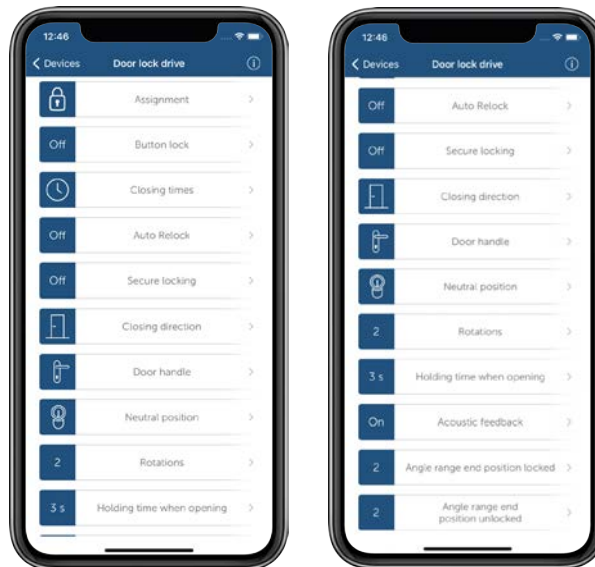 12:46
Devices
Door lock drive
Assignment
Off
Button lock
Closing times
Off
Auto Relock
Off
Secure locking
Closing direction
Door handle
Neutral position
2
Rotations
3 s
Holding time when opening
12:46
Devices
Door lock drive
Off
Auto Relock
Off
Secure locking
Closing direction
Door handle
Neutral position
2
Rotations
3 s
Holding time when opening
On
Acoustic feedback
2
Angle range end position locked
2
Angle range end
position unlocked